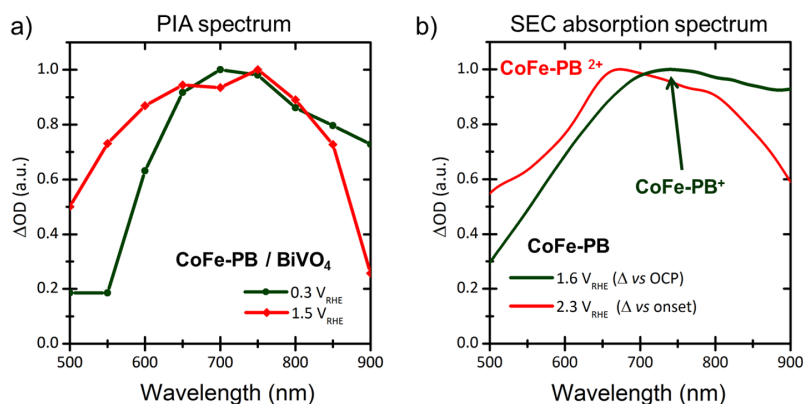 a)
PIA spectrum
ΔOD (a.u.)
1.0
0.8
0.6
0.4
0.2
0.0
500 600 700 800 900
Wavelength (nm)
CoFe-PB / BiVO4
0.3 VRHE
1.5 VRHE
b)
SEC absorption spectrum
ΔOD (a.u.)
1.0
0.8
0.6
0.4
0.2
0.0
500 600 700 800 900
Wavelength (nm)
CoFe-PB 2+
CoFe-PB+
CoFe-PB
1.6 VRHE (Δ vs OCP)
2.3 VRHE (Δ vs onset)